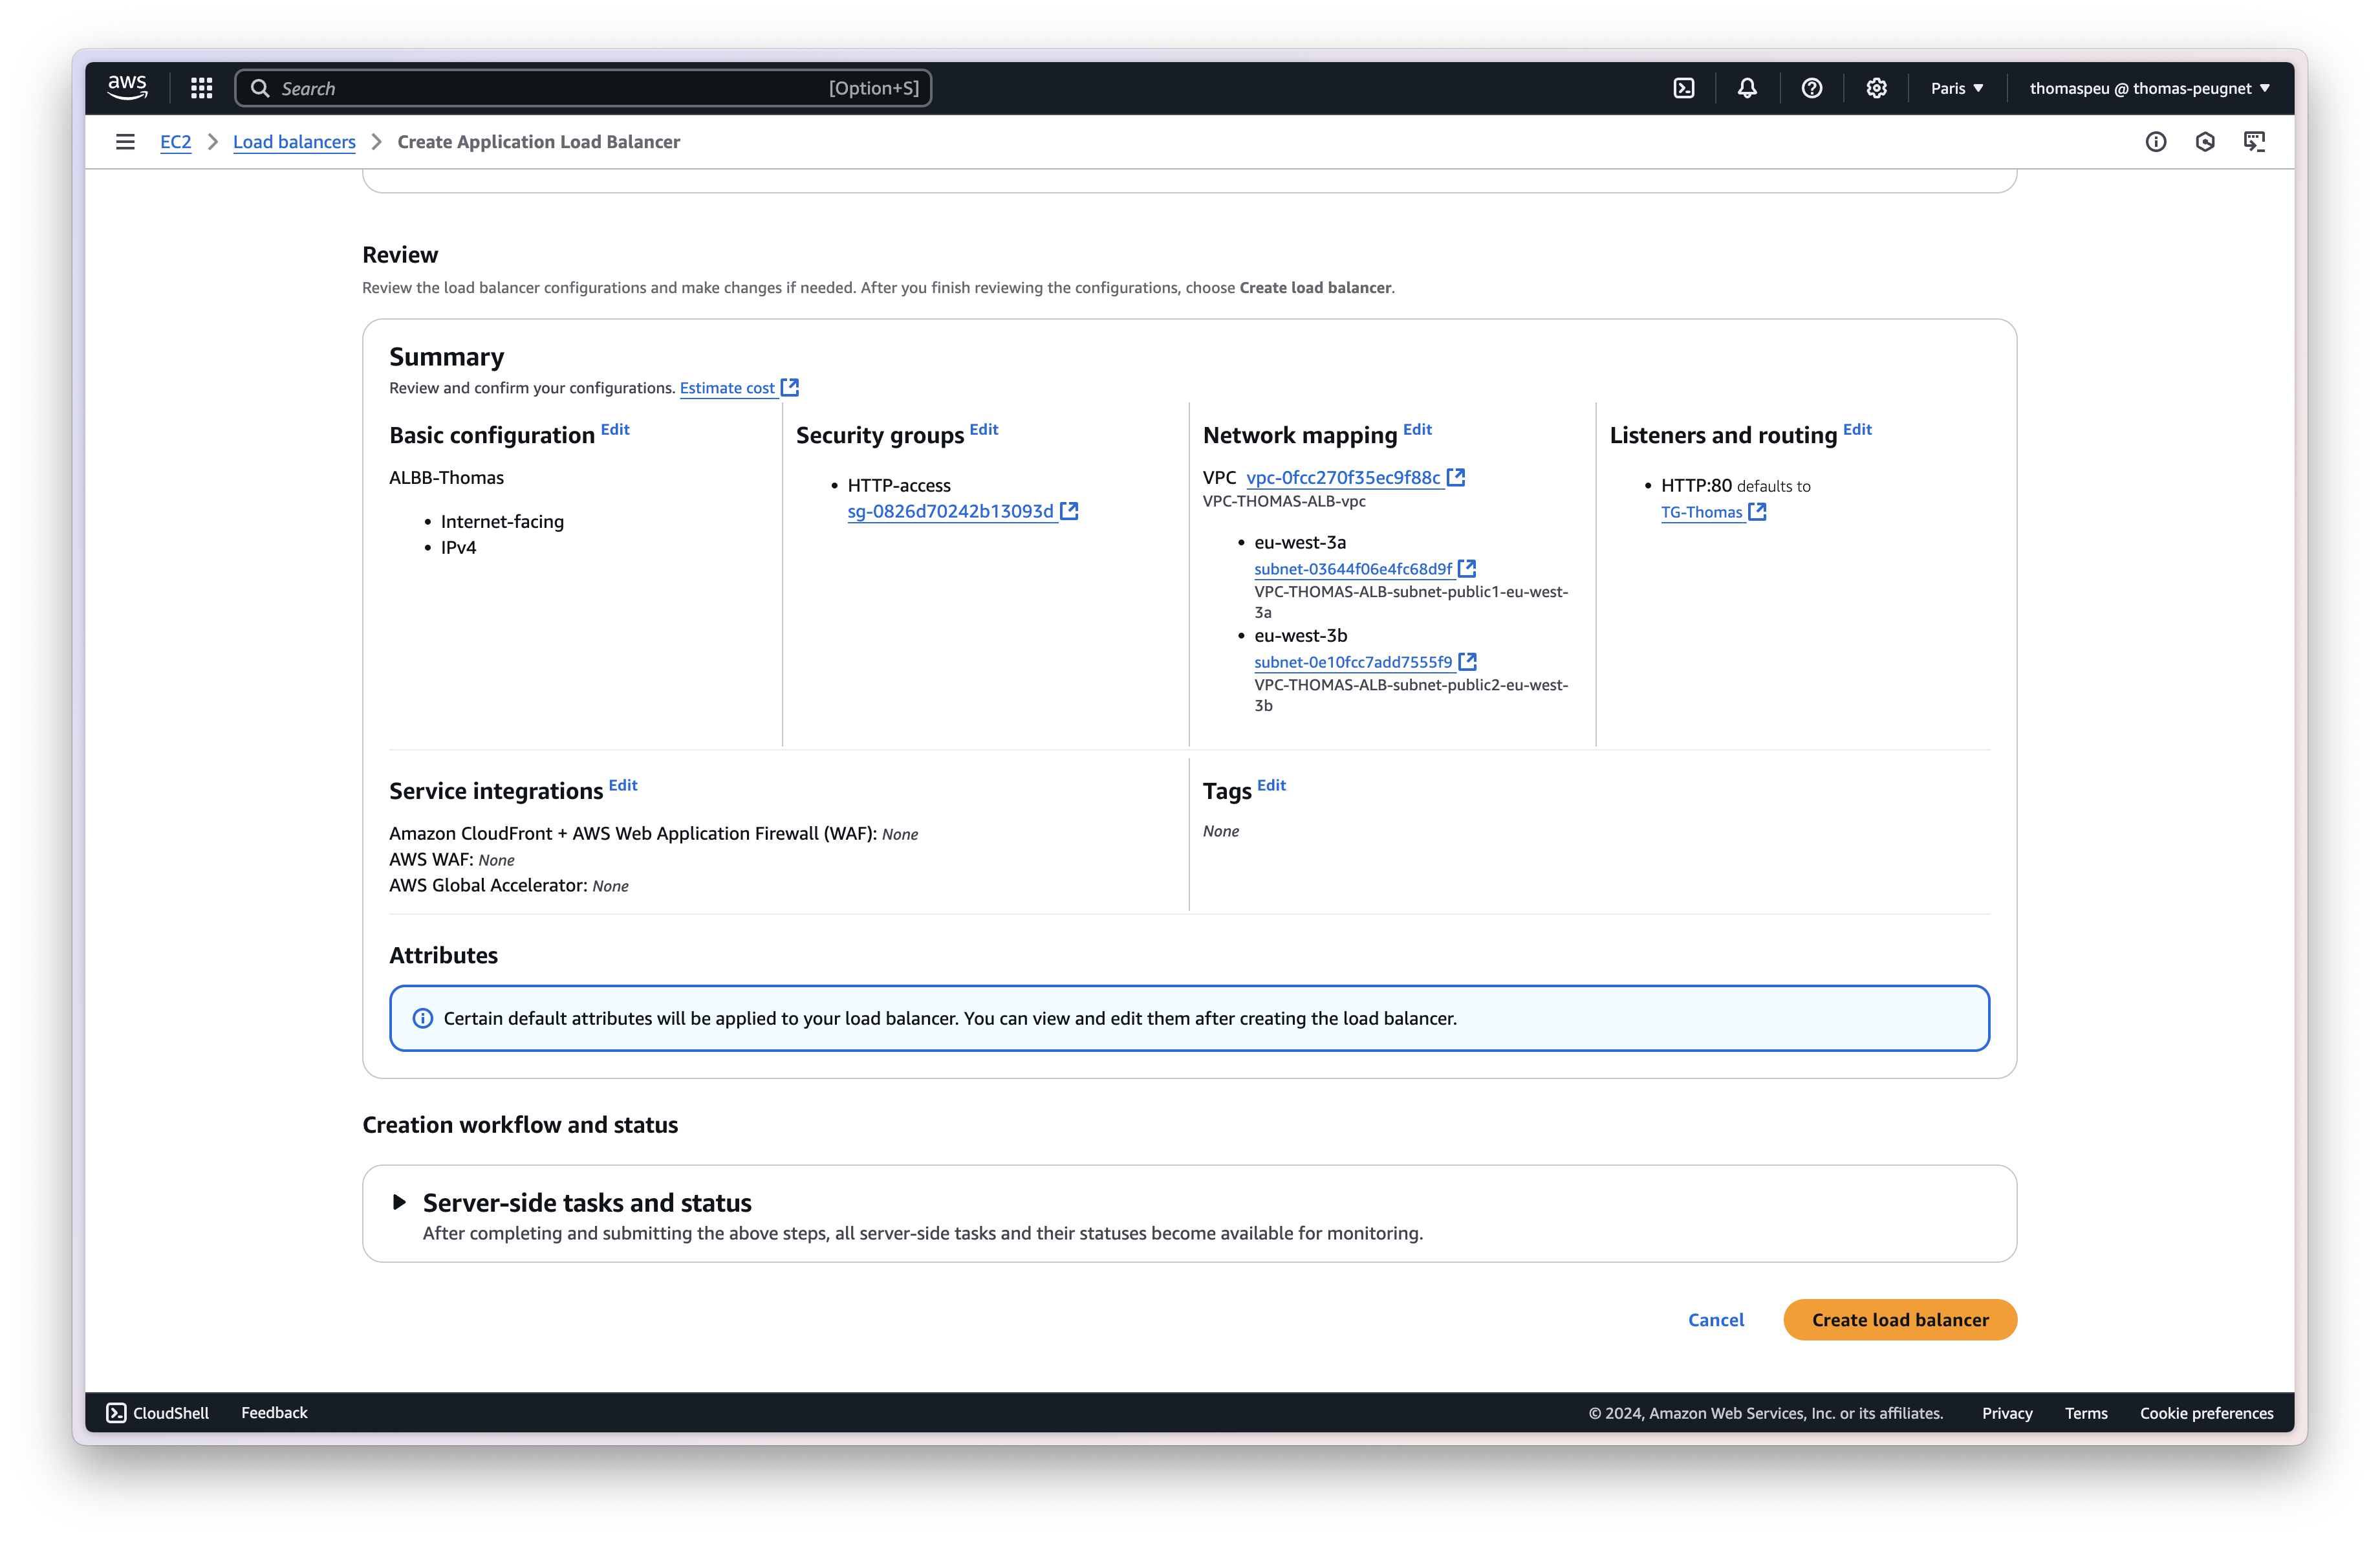 aws
Search [Option+S]
Paris
thomaspeu @ thomas-peugnet
EC2 Load balancers Create Application Load Balancer
Review
Review the load balancer configurations and make changes if needed. After you finish reviewing the configurations, choose Create load balancer.
Summary
Review and confirm your configurations. Estimate cost
Basic configuration Edit
ALBB-Thomas
• Internet-facing
• IPv4
Security groups Edit
• HTTP-access
sg-0826d70242b13093d
Network mapping Edit
VPC vpc-0fcc270f35ec9f88c
VPC-THOMAS-ALB-vpc
• eu-west-3a
subnet-03644f06e4fc68d9f
VPC-THOMAS-ALB-subnet-public1-eu-west-
3a
• eu-west-3b
subnet-0e10fcc7add7555f9
VPC-THOMAS-ALB-subnet-public2-eu-west-
3b
Listeners and routing Edit
• HTTP:80 defaults to
TG-Thomas
Service integrations Edit
Amazon CloudFront + AWS Web Application Firewall (WAF): None
AWS WAF: None
AWS Global Accelerator: None
Tags Edit
None
Attributes
Certain default attributes will be applied to your load balancer. You can view and edit them after creating the load balancer.
Creation workflow and status
Server-side tasks and status
After completing and submitting the above steps, all server-side tasks and their statuses become available for monitoring.
Cancel
Create load balancer
CloudShell Feedback
© 2024, Amazon Web Services, Inc. or its affiliates. Privacy Terms Cookie preferences